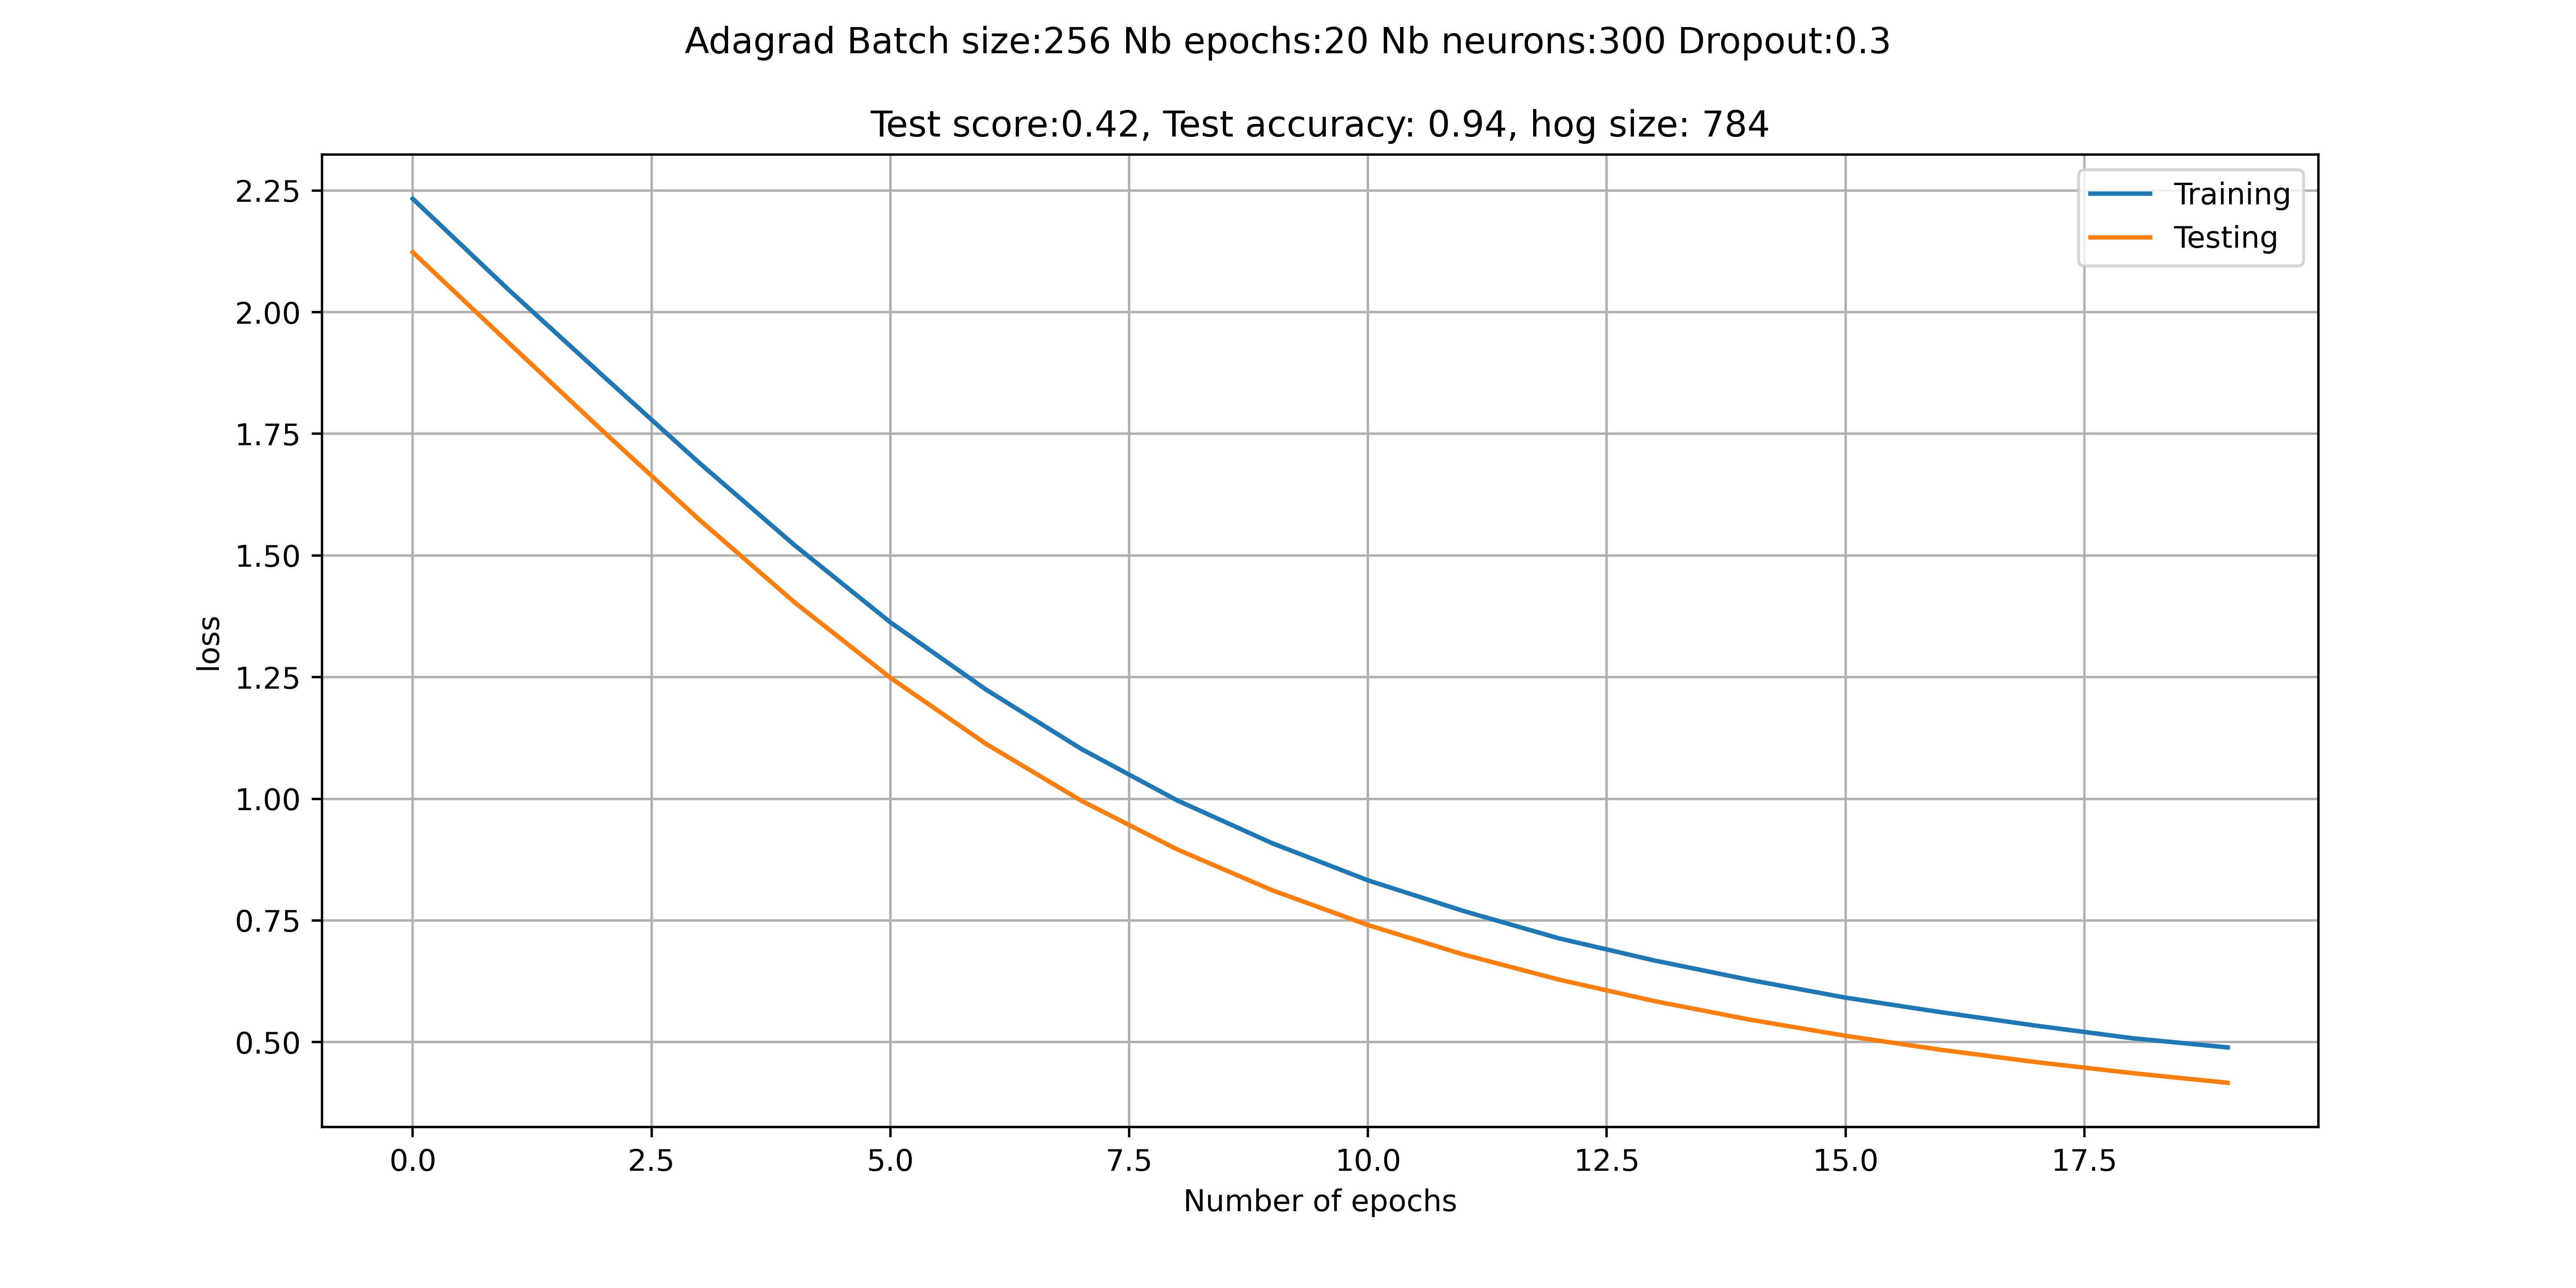 Adagrad Batch size:256 Nb epochs:20 Nb neurons:300 Dropout:0.3
Test score:0.42, Test accuracy: 0.94, hog size: 784
Training
Testing
2.25
2.00
1.75
1.50
1.25
1.00
0.75
0.50
loss
0.0 2.5 5.0 7.5 10.0 12.5 15.0 17.5
Number of epochs